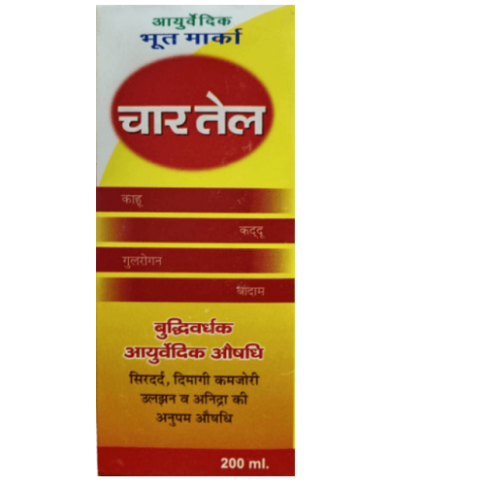 आयुर्वेदिक
भूत मार्का
चार तेल
काहू
कद्दू
गुलरोगन
बादाम
बुद्धिवर्धक
आयुर्वेदिक औषधि
सिरदर्द, दिमागी कमजोरी
उलझन व अनिद्रा की
अनुपम औषधि
200 ml.